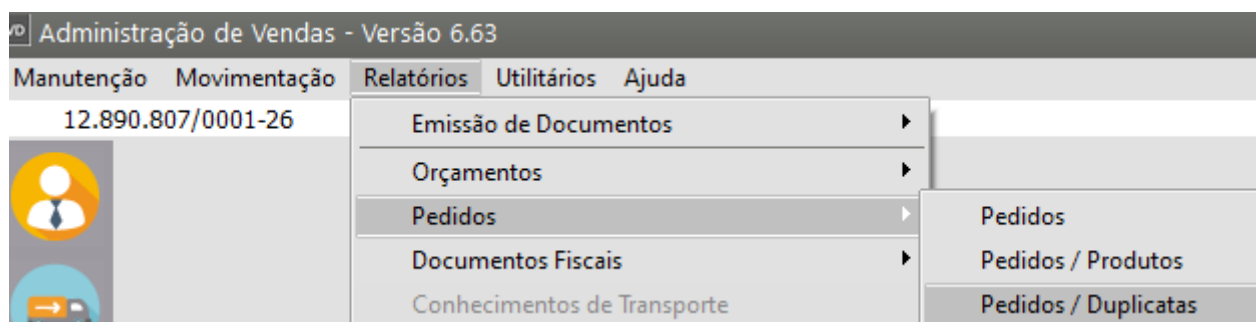 Administração de Vendas - Versão 6.63
Manutenção Movimentação Relatórios Utilitários Ajuda
12.890.807/0001-26
Emissão de Documentos
Orçamentos
Pedidos
Pedidos
Documentos Fiscais
Pedidos / Produtos
Conhecimentos de Transporte
Pedidos / Duplicatas